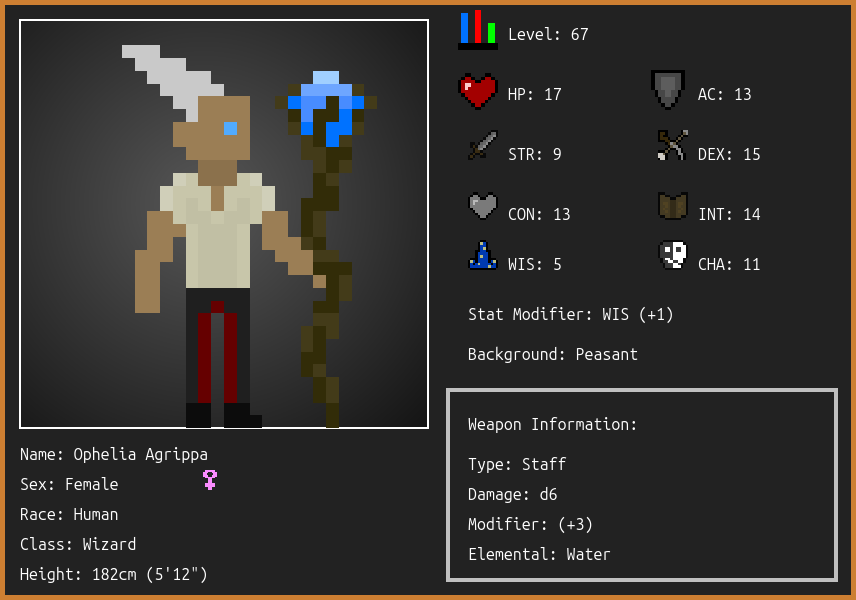 Level: 67
HP: 17
AC: 13
STR: 9
DEX: 15
CON: 13
INT: 14
WIS: 5
CHA: 11
Stat Modifier: WIS (+1)
Background: Peasant
Name: Ophelia Agrippa
Sex: Female
Race: Human
Class: Wizard
Height: 182cm (5'12")
Weapon Information:
Type: Staff
Damage: d6
Modifier: (+3)
Elemental: Water